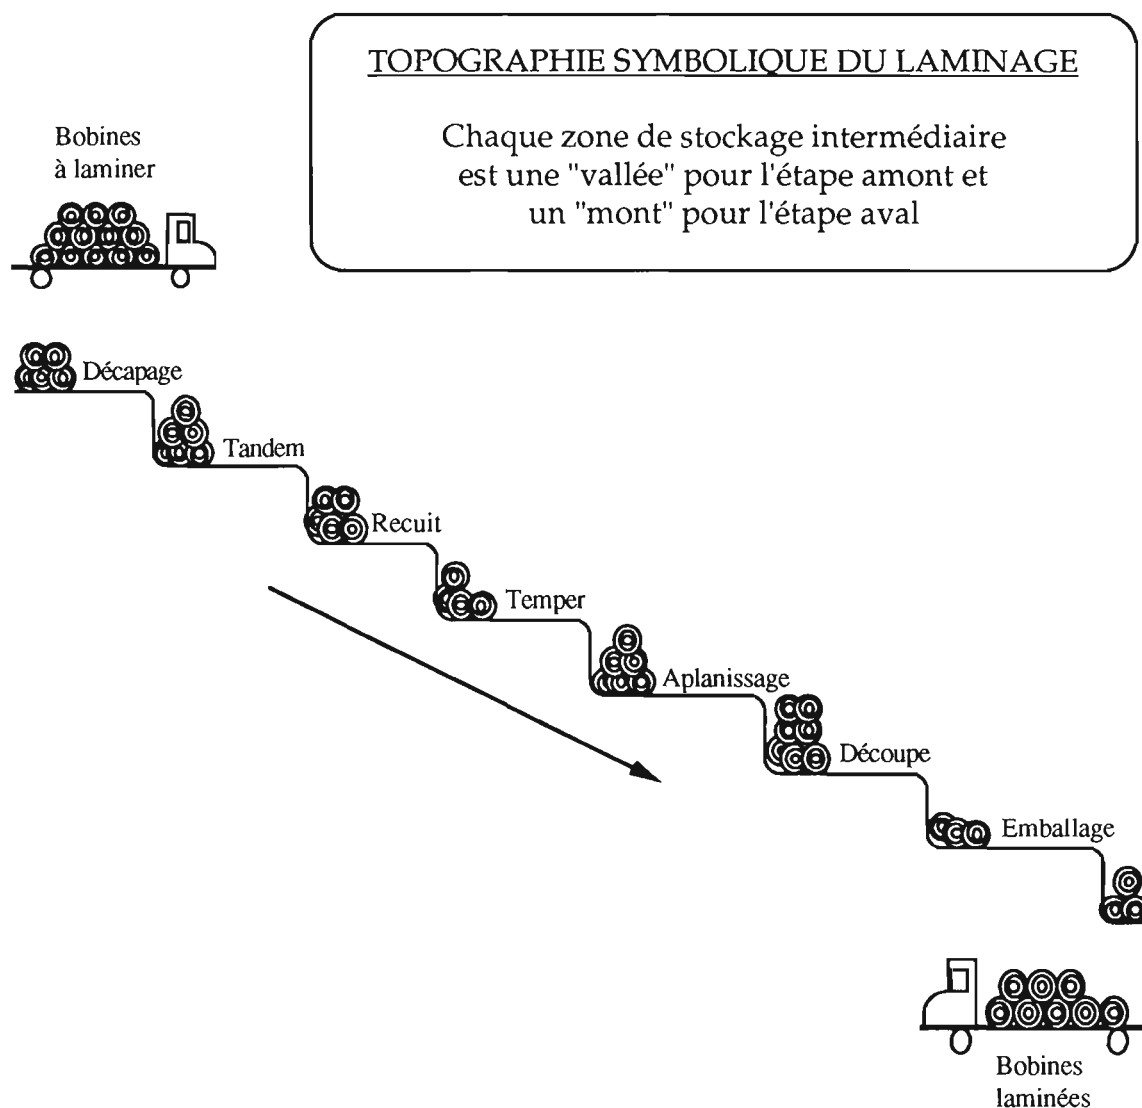 TOPOGRAPHIE SYMBOLIQUE DU LAMINAGE
Chaque zone de stockage intermédiaire
est une "vallée" pour l'étape amont et
un "mont" pour l'étape aval
Bobines
à laminer
Décapage
Tandem
Recuit
Temper
Aplanissage
Découpe
Emballage
Bobines
laminées